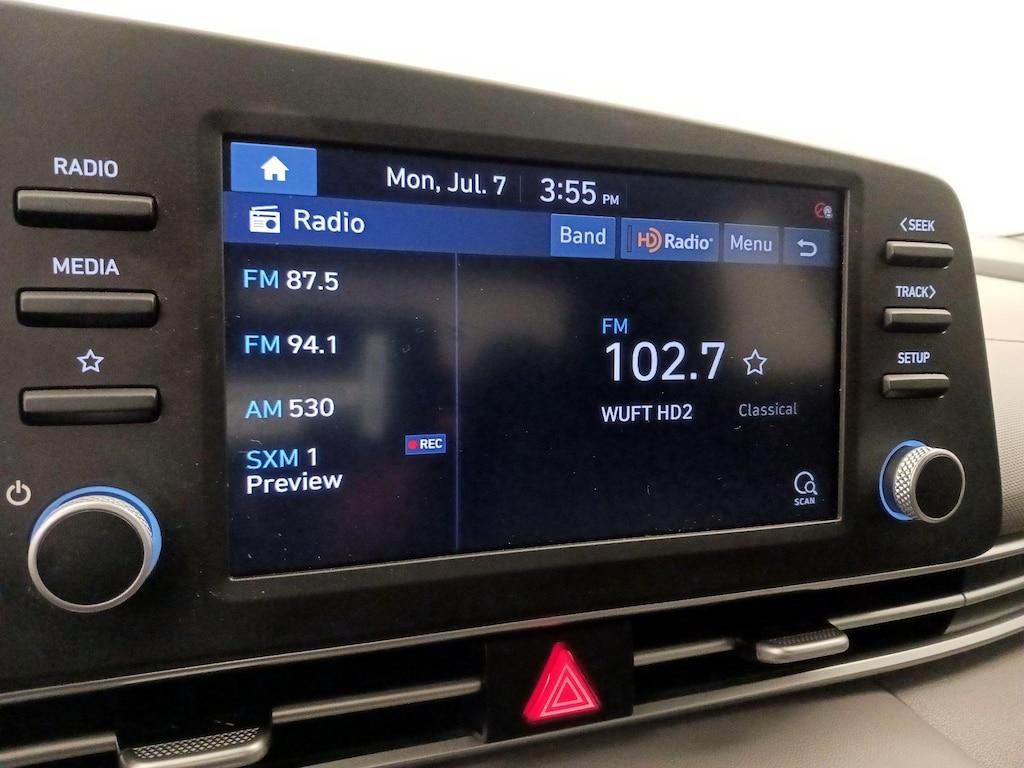 RADIO
MEDIA
Mon, Jul. 7 3:55 PM
Radio
Band HD Radio Menu
FM 87.5
FM 94.1
AM 530
SXM 1 REC
Preview
FM
102.7
WUFT HD2 Classical
SCAN
<SEEK
TRACK>
SETUP